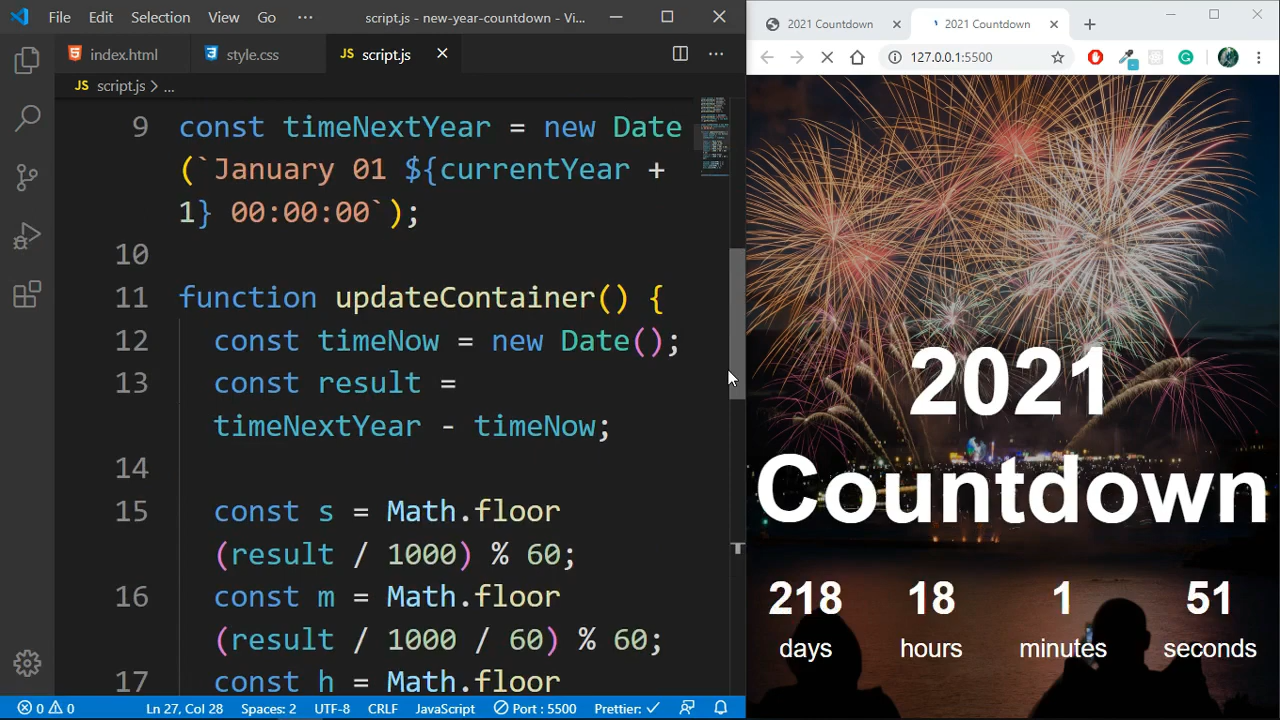 File Edit Selection View Go ··· script.js - new-year-countdown - Vi...
index.html style.css JS script.js
JS script.js > ...
9 const timeNextYear = new Date
(`January 01 ${currentYear +
1} 00:00:00`);
10
11 function updateContainer() {
12 const timeNow = new Date();
13 const result =
timeNextYear - timeNow;
14
15 const s = Math.floor
(result / 1000) % 60;
16 const m = Math.floor
(result / 1000 / 60) % 60;
17 const h = Math.floor
0 0 Ln 27, Col 28 Spaces: 2 UTF-8 CRLF JavaScript Port : 5500 Prettier: ✓
2021 Countdown 2021 Countdown
127.0.0.1:5500
2021
Countdown
218 18 1 51
days hours minutes seconds